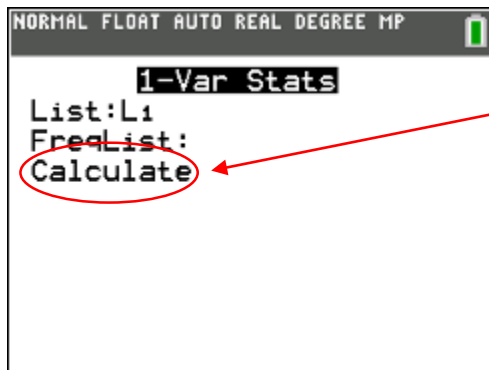 NORMAL FLOAT AUTO REAL DEGREE MP
1-Var Stats
List:L₁
FreqList:
Calculate